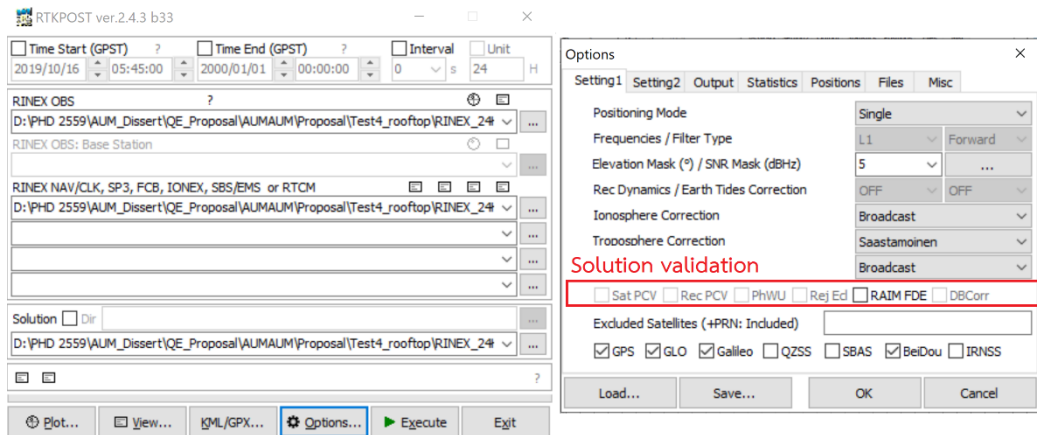 RTKPOST ver.2.4.3 b33
Time Start (GPST) ? Time End (GPST) ? Interval Unit
2019/10/16 05:45:00 2000/01/01 00:00:00 0 s 24 H
RINEX OBS ?
D:\PHD 2559\AUM_Dissert\QE_Proposal\AUMAUM\Proposal\Test4_rooftop\RINEX_24 ...
RINEX OBS: Base Station
...
RINEX NAV/CLK, SP3, FCB, IONEX, SBS/EMS or RTCM
D:\PHD 2559\AUM_Dissert\QE_Proposal\AUMAUM\Proposal\Test4_rooftop\RINEX_24 ...
...
...
...
Solution Dir ...
D:\PHD 2559\AUM_Dissert\QE_Proposal\AUMAUM\Proposal\Test4_rooftop\RINEX_24 ...
?
Plot... View... KML/GPX... Options... Execute Exit
Options
Setting1 Setting2 Output Statistics Positions Files Misc
Positioning Mode Single
Frequencies / Filter Type L1 Forward
Elevation Mask (°) / SNR Mask (dBHz) 5 ...
Rec Dynamics / Earth Tides Correction OFF OFF
Ionosphere Correction Broadcast
Troposphere Correction Saastamoinen
Solution validation Broadcast
Sat PCV Rec PCV PhWU Rej Ed RAIM FDE DBCorr
Excluded Satellites (+PRN: Included)
GPS GLO Galileo QZSS SBAS BeiDou IRNSS
Load... Save... OK Cancel